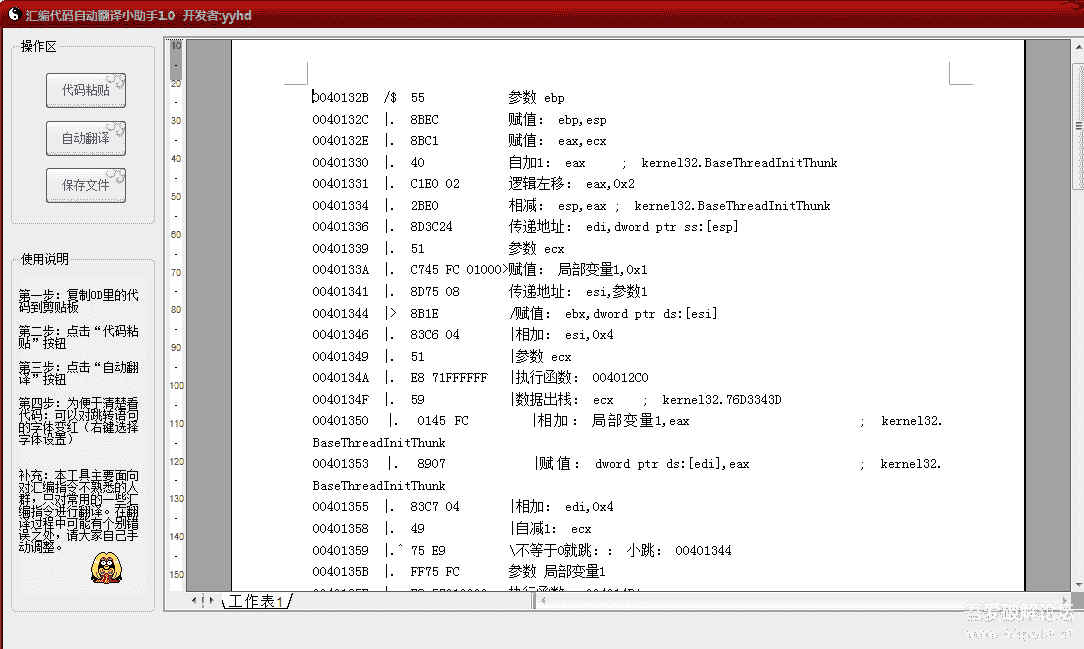 汇编代码自动翻译小助手1.0 开发者:yyhd
操作区
代码粘贴
自动翻译
保存文件
使用说明
第一步：复制OD里的代
码到剪贴板
第二步：点击“代码粘
贴”按钮
第三步：点击“自动翻
译”按钮
第四步：为便于清楚看
代码：可以对跳转语句
的字体变红（右键选择
字体设置）
补充：本工具主要面向
对汇编指令不熟悉的人
群，只对常用的一些汇
编指令进行翻译。在翻
译过程中可能有个别错
误之处，请大家自己手
动调整。
10
20
30
40
50
60
70
80
90
100
110
120
130
140
150
0040132B /$ 55 参数 ebp
0040132C |. 8BEC 赋值： ebp,esp
0040132E |. 8BC1 赋值： eax,ecx
00401330 |. 40 自加1： eax ; kernel32.BaseThreadInitThunk
00401331 |. C1E0 02 逻辑左移： eax,0x2
00401334 |. 2BE0 相减： esp,eax ; kernel32.BaseThreadInitThunk
00401336 |. 8D3C24 传递地址： edi,dword ptr ss:[esp]
00401339 |. 51 参数 ecx
0040133A |. C745 FC 01000>赋值： 局部变量1,0x1
00401341 |. 8D75 08 传递地址： esi,参数1
00401344 |> 8B1E /赋值： ebx,dword ptr ds:[esi]
00401346 |. 83C6 04 |相加： esi,0x4
00401349 |. 51 |参数 ecx
0040134A |. E8 71FFFFFF |执行函数： 004012C0
0040134F |. 59 |数据出栈： ecx ; kernel32.76D3343D
00401350 |. 0145 FC |相加： 局部变量1,eax ; kernel32.
BaseThreadInitThunk
00401353 |. 8907 |赋值： dword ptr ds:[edi],eax ; kernel32.
BaseThreadInitThunk
00401355 |. 83C7 04 |相加： edi,0x4
00401358 |. 49 |自减1： ecx
00401359 |.^ 75 E9 \不等于0就跳：： 小跳： 00401344
0040135B |. FF75 FC 参数 局部变量1
工作表1